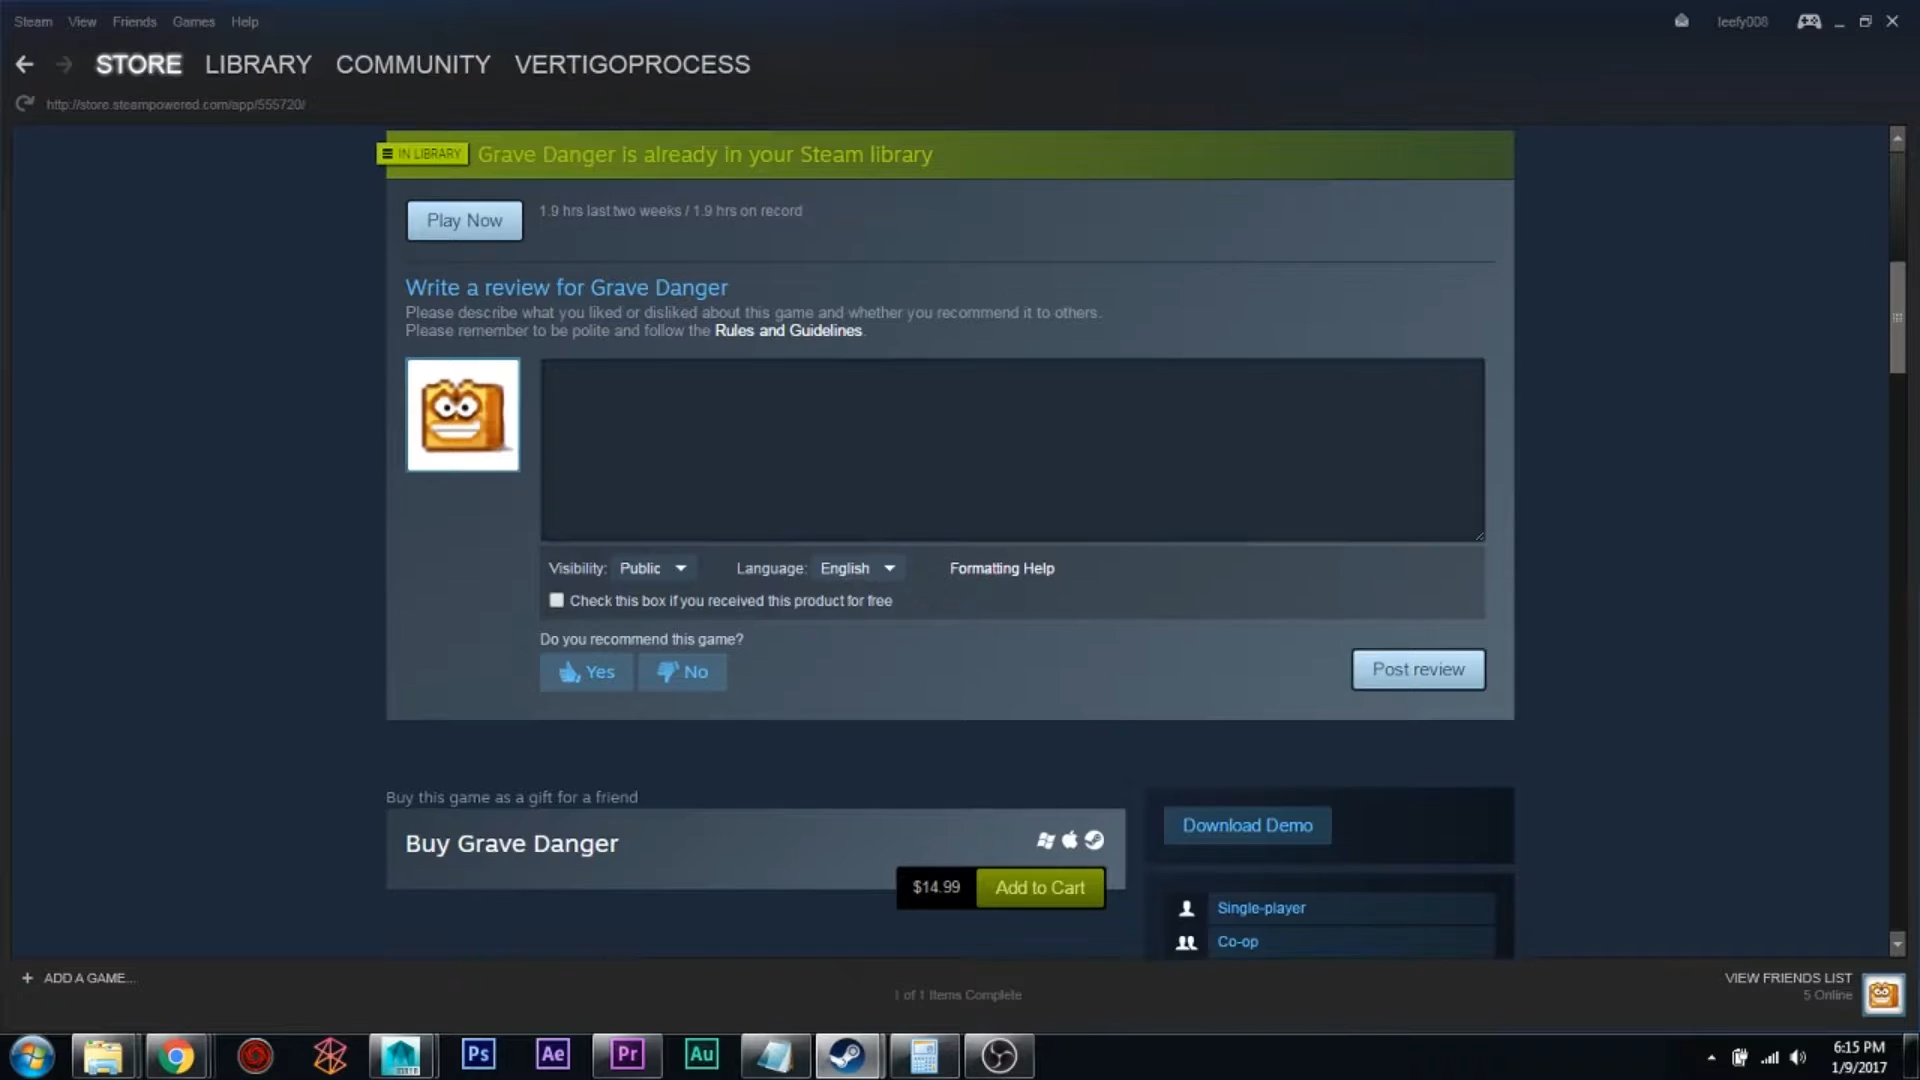 Steam View Friends Games Help
leefy008
STORE LIBRARY COMMUNITY VERTIGOPROCESS
http://store.steampowered.com/app/555720/
IN LIBRARY Grave Danger is already in your Steam library
Play Now 1.9 hrs last two weeks / 1.9 hrs on record
Write a review for Grave Danger
Please describe what you liked or disliked about this game and whether you recommend it to others.
Please remember to be polite and follow the Rules and Guidelines.
Visibility: Public Language: English Formatting Help
Check this box if you received this product for free
Do you recommend this game?
Yes No
Post review
Buy this game as a gift for a friend
Buy Grave Danger
$14.99 Add to Cart
Download Demo
Single-player
Co-op
+ ADD A GAME...
1 of 1 Items Complete
VIEW FRIENDS LIST
5 Online
Ps Ae Pr Au
6:15 PM
1/9/2017